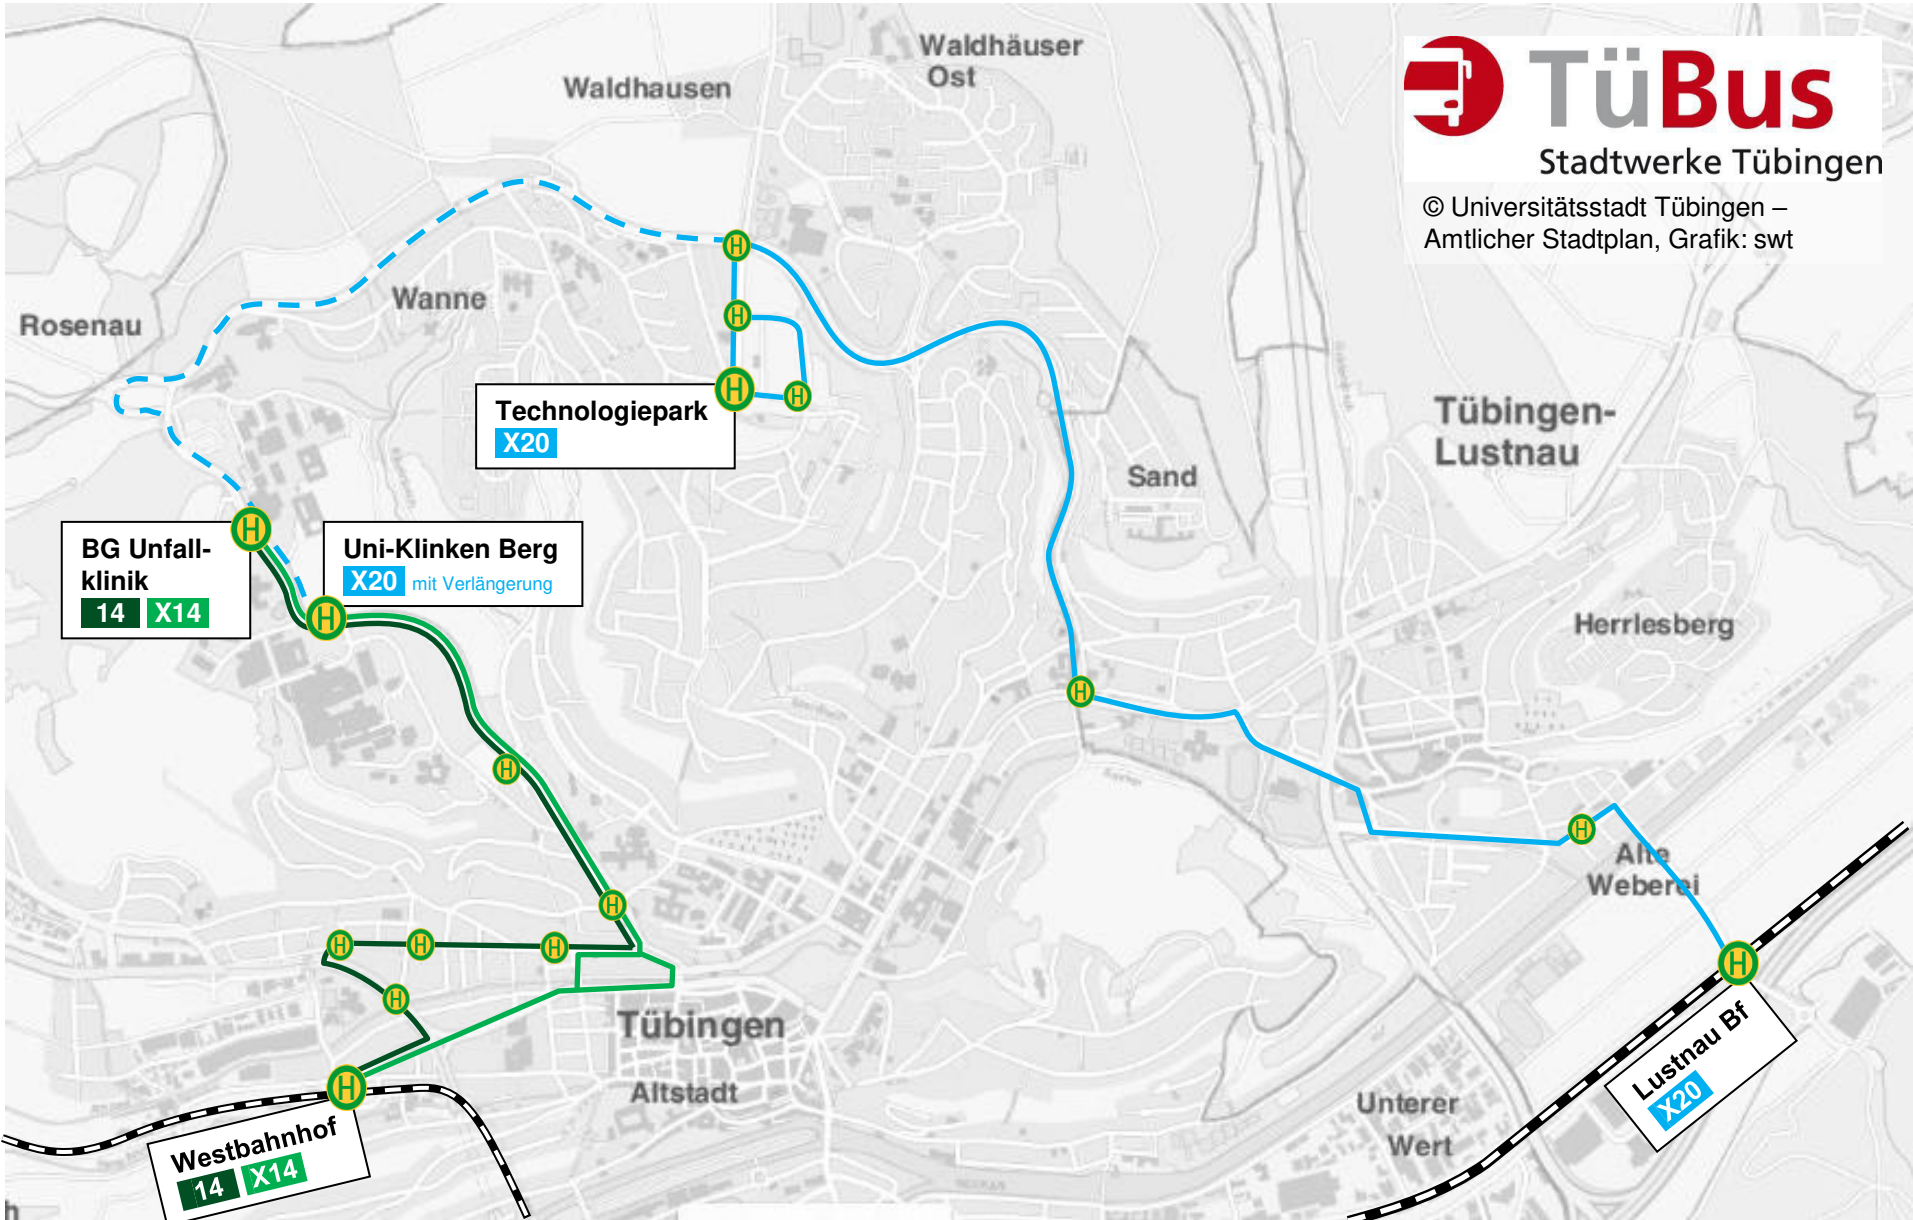 Waldhäuser
Ost
Waldhausen
TüBus
Stadtwerke Tübingen
© Universitätsstadt Tübingen –
Amtlicher Stadtplan, Grafik: swt
Wanne
Rosenau
H
H
H
H
Technologiepark
X20
Tübingen-
Lustnau
Sand
H
BG Unfall-
klinik
14 X14
Uni-Klinken Berg
X20 mit Verlängerung
H
Herrlesberg
H
H
H
Alte
Weberei
H
H
H
H
H
H
Tübingen
Altstadt
H
Westbahnhof
14 X14
Unterer
Wert
Lustnau Bf
X20
h